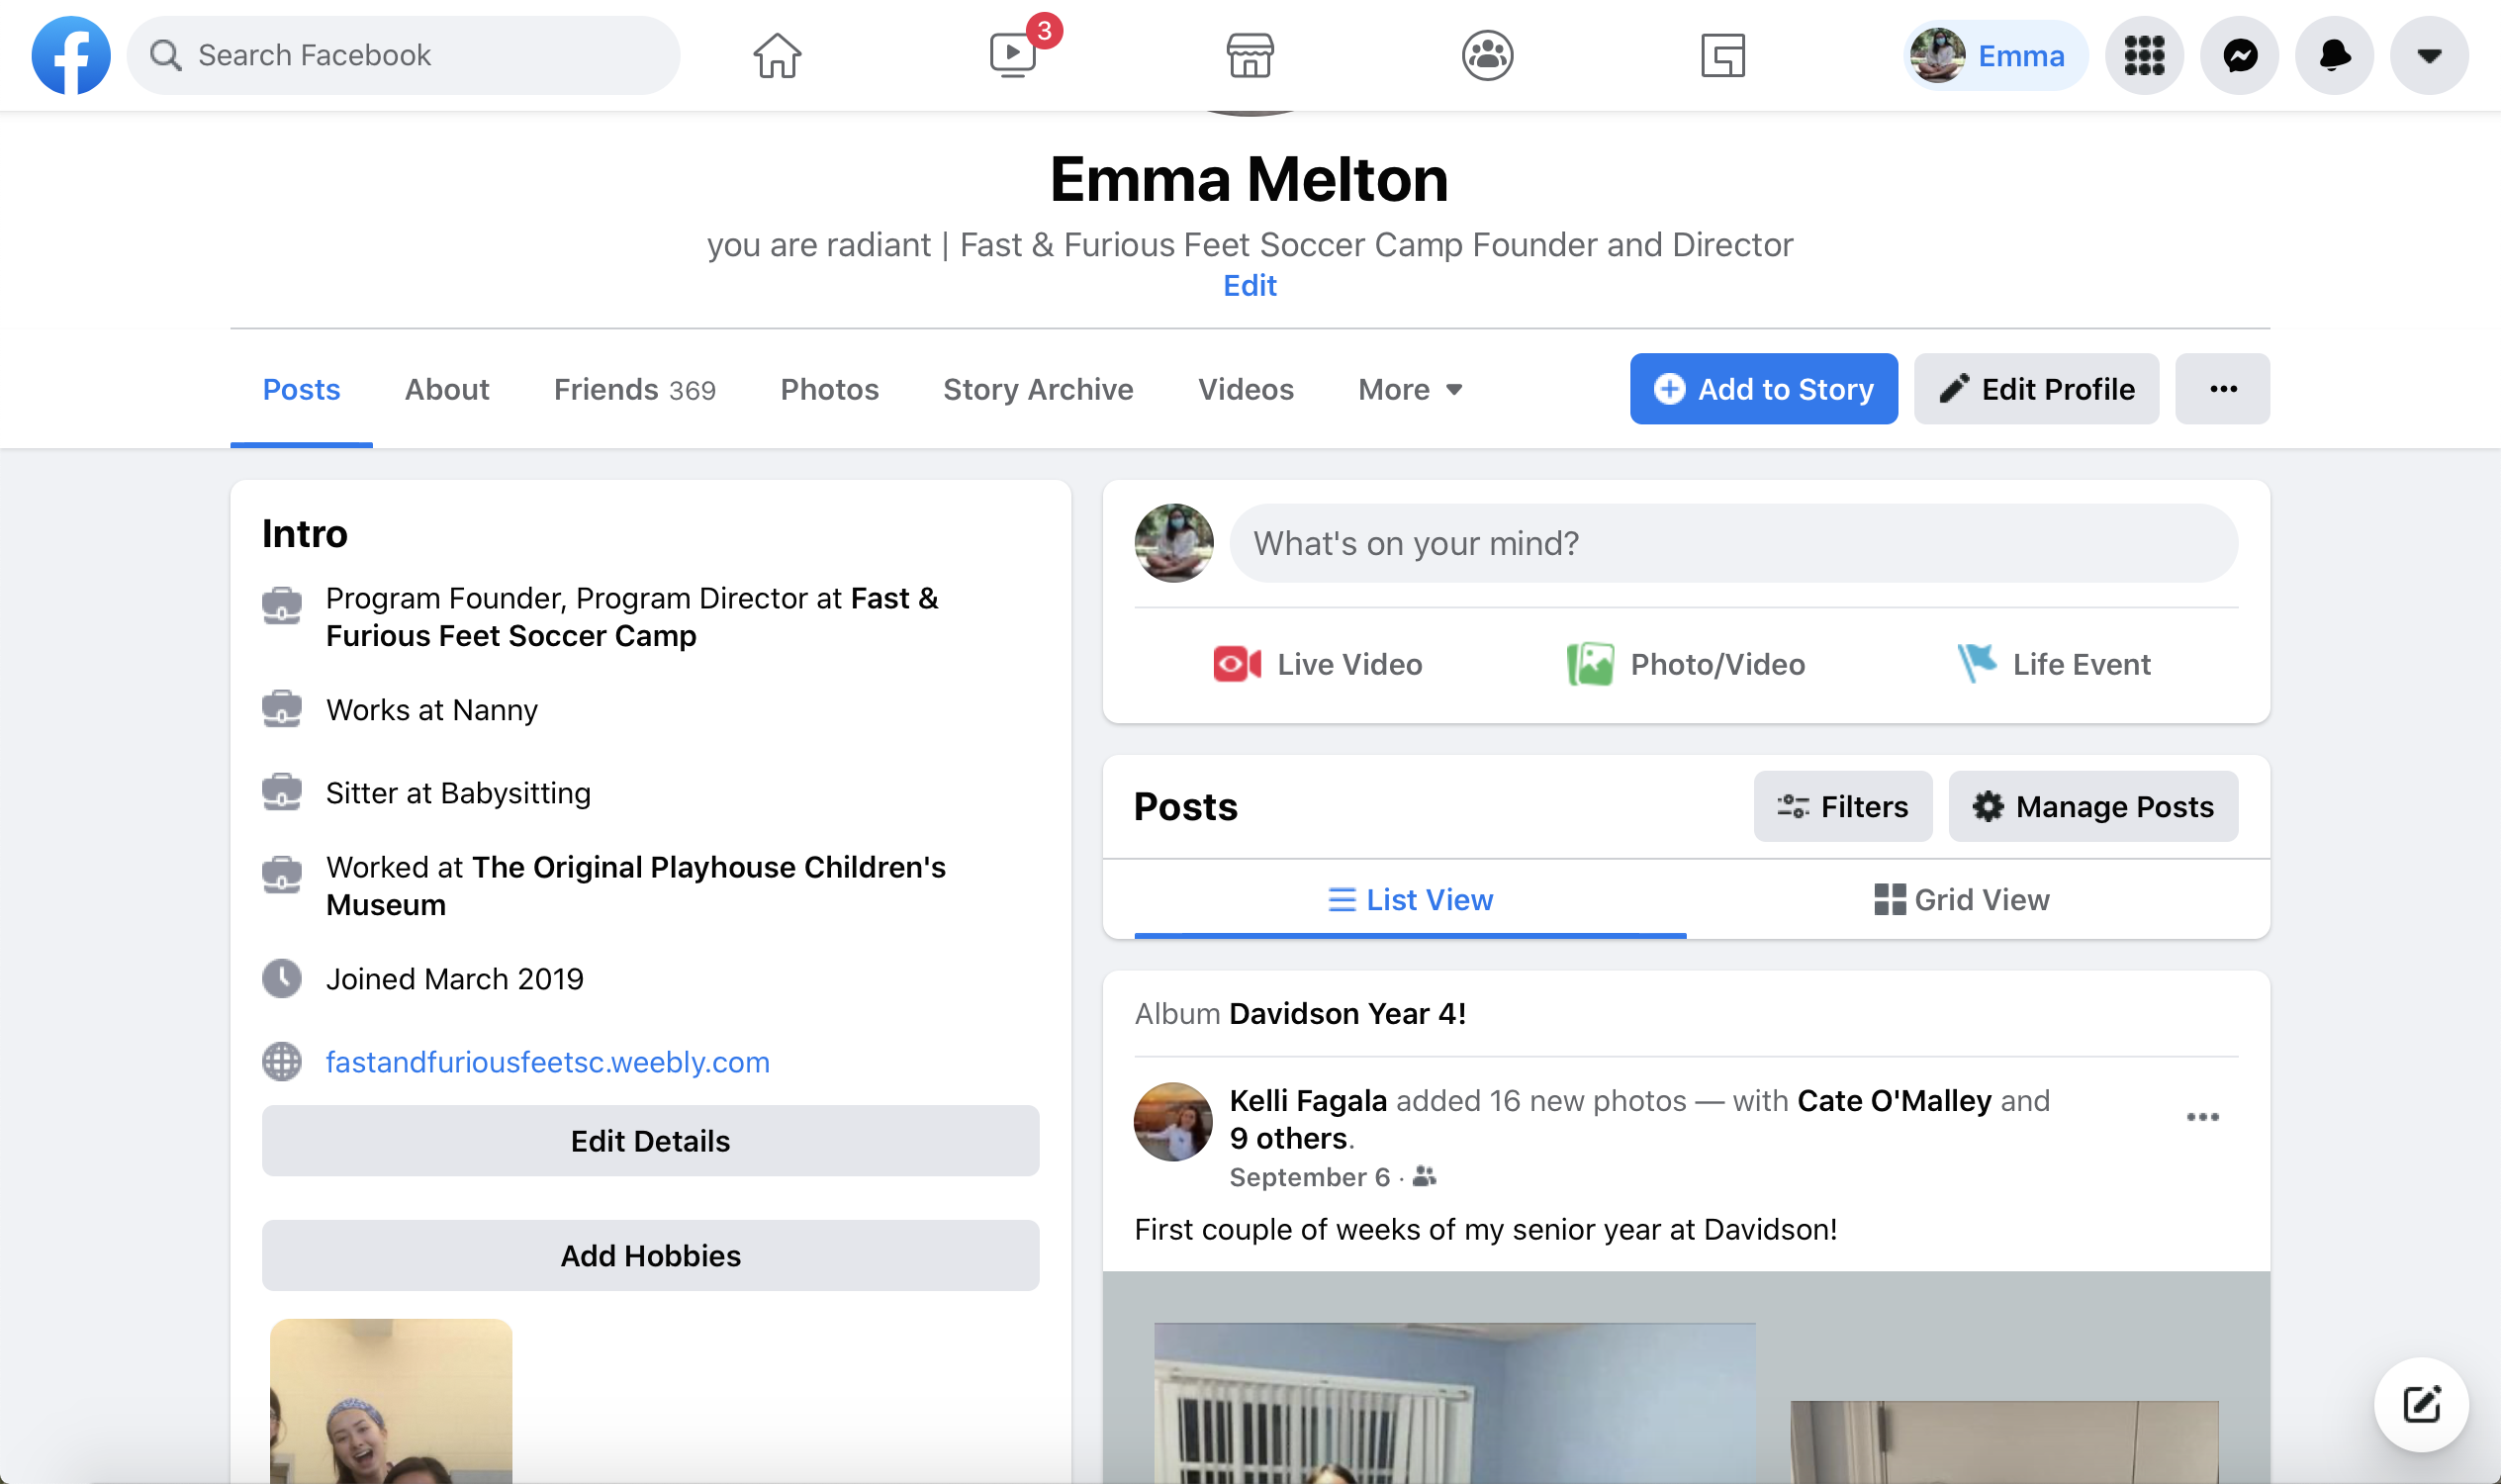 Search Facebook
3
Emma
Emma Melton
you are radiant | Fast & Furious Feet Soccer Camp Founder and Director
Edit
Posts
About
Friends 369
Photos
Story Archive
Videos
More
Add to Story
Edit Profile
Intro
Program Founder, Program Director at Fast &
Furious Feet Soccer Camp
Works at Nanny
Sitter at Babysitting
Worked at The Original Playhouse Children's
Museum
Joined March 2019
fastandfuriousfeetsc.weebly.com
Edit Details
Add Hobbies
What's on your mind?
Live Video
Photo/Video
Life Event
Posts
Filters
Manage Posts
List View
Grid View
Album Davidson Year 4!
Kelli Fagala added 16 new photos — with Cate O'Malley and
9 others.
September 6 ·
First couple of weeks of my senior year at Davidson!